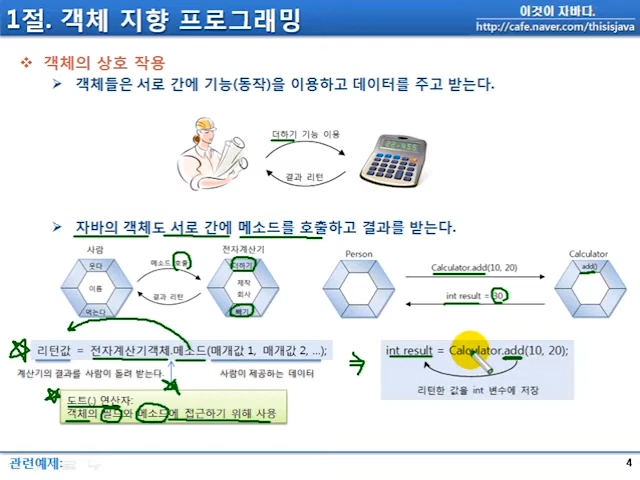 1절. 객체 지향 프로그래밍
이것이 자바다.
http://cafe.naver.com/thisisjava
객체의 상호 작용
객체들은 서로 간에 기능(동작)을 이용하고 데이터를 주고 받는다.
더하기 기능 이용
결과 리턴
자바의 객체도 서로 간에 메소드를 호출하고 결과를 받는다.
사람
웃다
이름
먹는다
메소드 호출
결과 리턴
전자계산기
더하기
제작
회사
빼기
Person
Calculator.add(10, 20)
int result = 30
Calculator
add()
리턴값 = 전자계산기객체.메소드(매개값 1, 매개값 2, ...);
계산기의 결과를 사람이 돌려 받는다.
사람이 제공하는 데이터
도트(.) 연산자:
객체의 필드와 메소드에 접근하기 위해 사용
int result = Calculator.add(10, 20);
리턴한 값을 int 변수에 저장
관련예제:
4